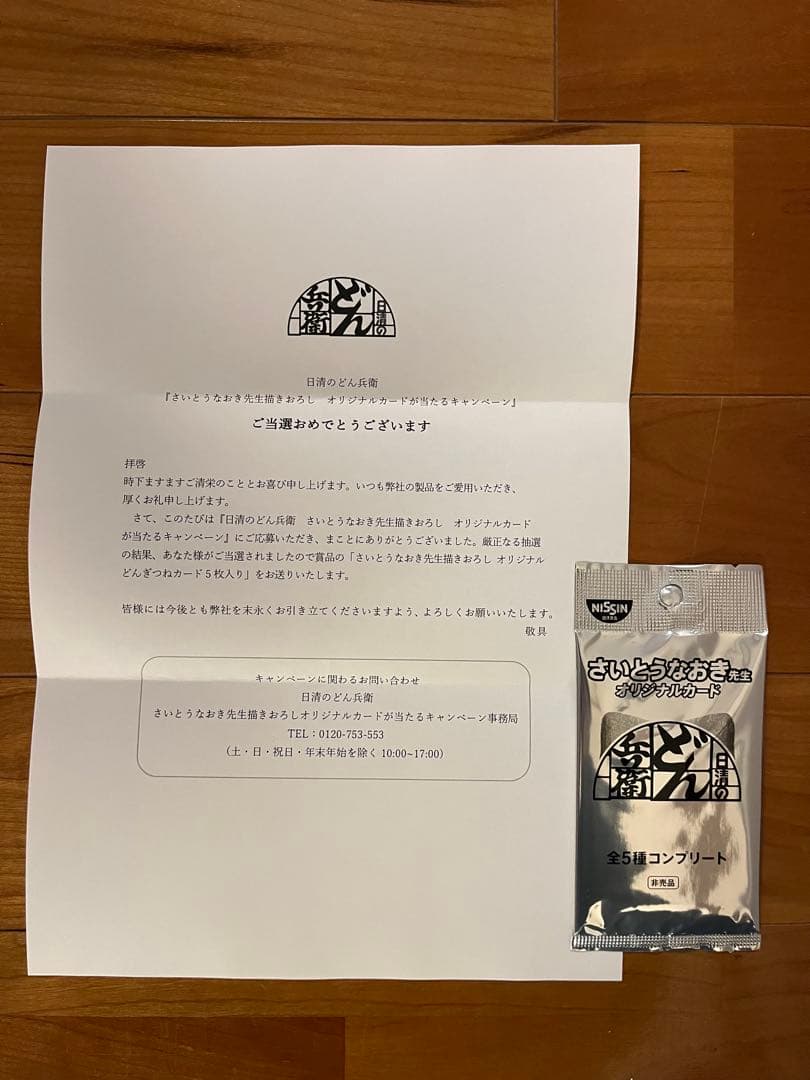 日清の
どん
兵衛
日清のどん兵衛
『さいとうなおき先生描きおろし　オリジナルカードが当たるキャンペーン』
ご当選おめでとうございます
拝啓
時下ますますご清栄のこととお喜び申し上げます。いつも弊社の製品をご愛用いただき、
厚くお礼申し上げます。
　さて、このたびは『日清のどん兵衛　さいとうなおき先生描きおろし　オリジナルカード
が当たるキャンペーン』にご応募いただき、まことにありがとうございました。厳正なる抽選
の結果、あなた様がご当選されましたので賞品の「さいとうなおき先生描きおろし オリジナル
どんぎつねカード５枚入り」をお送りいたします。
皆様には今後とも弊社を末永くお引き立てくださいますよう、よろしくお願いいたします。
敬具
キャンペーンに関わるお問い合わせ
日清のどん兵衛
さいとうなおき先生描きおろしオリジナルカードが当たるキャンペーン事務局
TEL：0120-753-553
（土・日・祝日・年末年始を除く 10:00~17:00）
NISSIN
さいとうなおき先生
オリジナルカード
日清の
どん
兵衛
全5種コンプリート
非売品